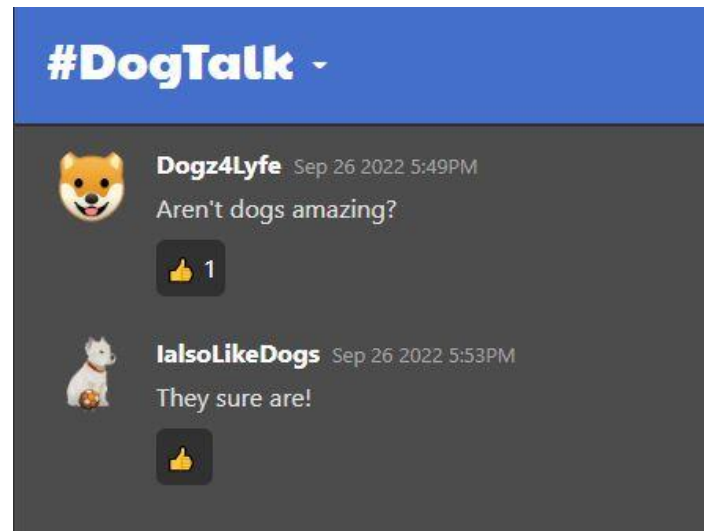 #DogTalk
Dogz4Lyfe Sep 26 2022 5:49PM
Aren't dogs amazing?
👍 1
IalsoLikeDogs Sep 26 2022 5:53PM
They sure are!
👍